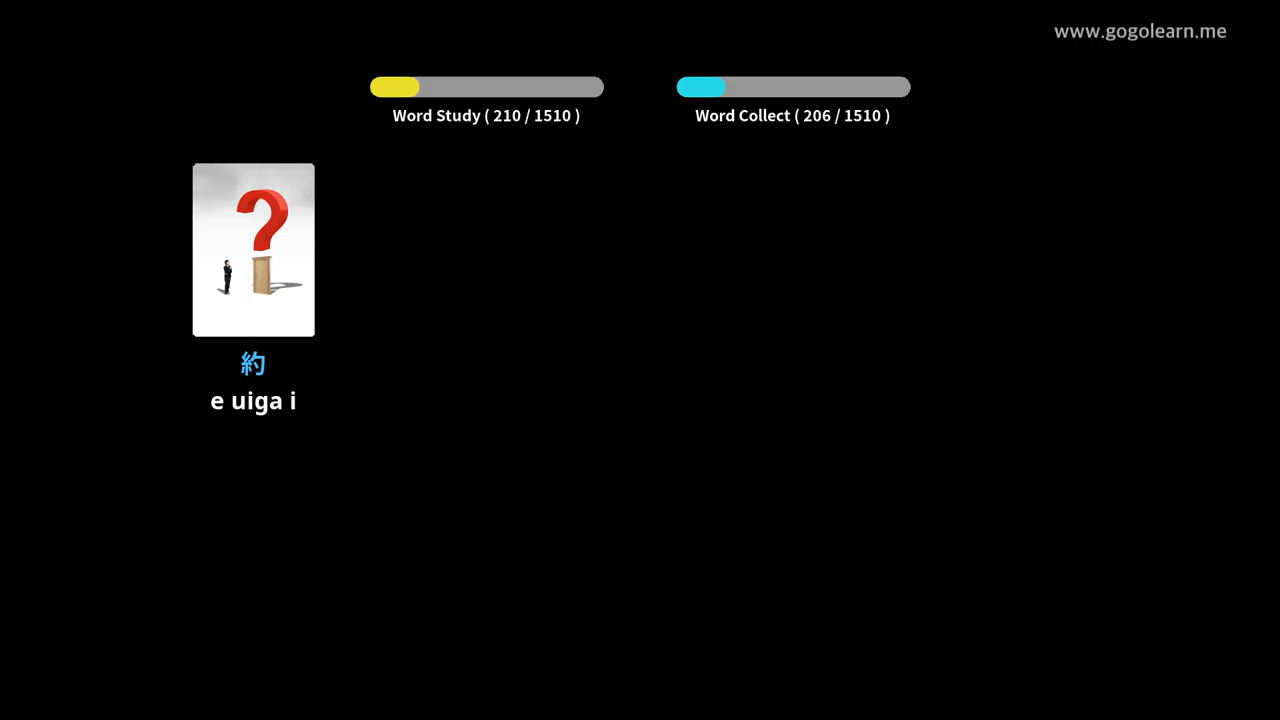 www.gogolearn.me
Word Study ( 210 / 1510 )
Word Collect ( 206 / 1510 )
約
e uiga i